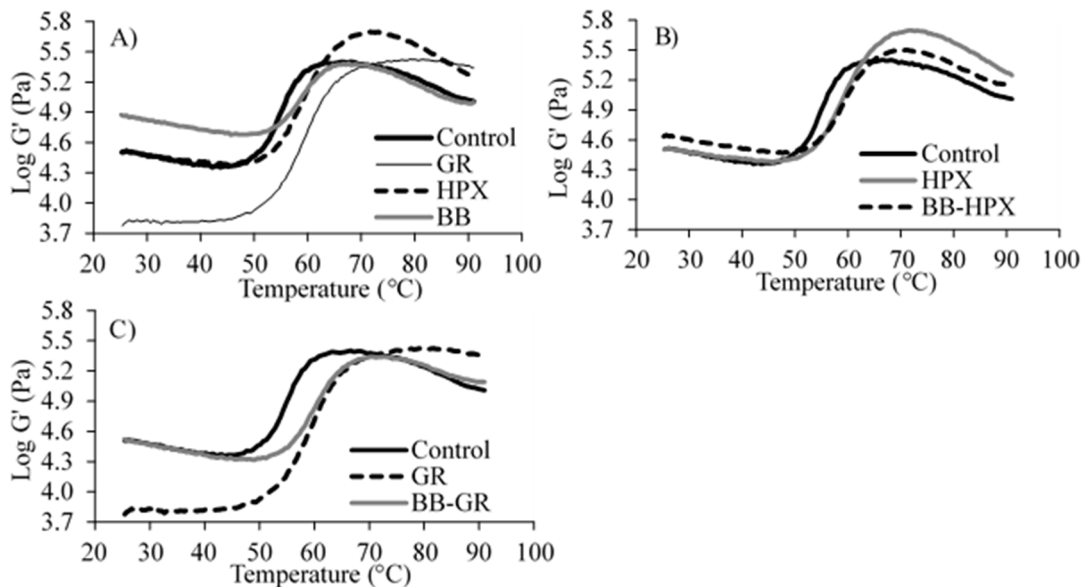 A)
Log G' (Pa)
5.8
5.5
5.2
4.9
4.6
4.3
4.0
3.7
Control
GR
HPX
BB
20 30 40 50 60 70 80 90 100
Temperature (°C)
B)
Log G' (Pa)
5.8
5.5
5.2
4.9
4.6
4.3
4.0
3.7
Control
HPX
BB-HPX
20 30 40 50 60 70 80 90 100
Temperature (°C)
C)
Log G' (Pa)
5.8
5.5
5.2
4.9
4.6
4.3
4.0
3.7
Control
GR
BB-GR
20 30 40 50 60 70 80 90 100
Temperature (°C)